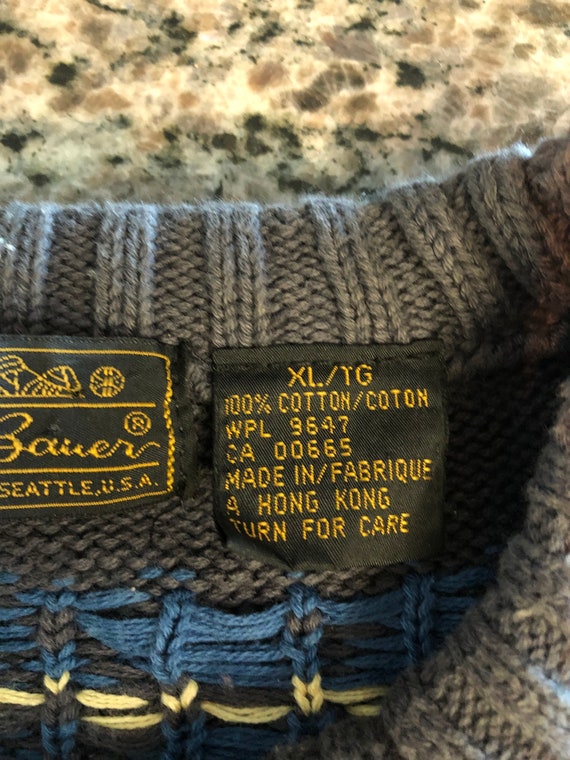 Bauer®
SEATTLE, U.S.A.
XL/TG
100% COTTON/COTON
WPL 9647
CA 00665
MADE IN/FABRIQUE
A HONG KONG
TURN FOR CARE